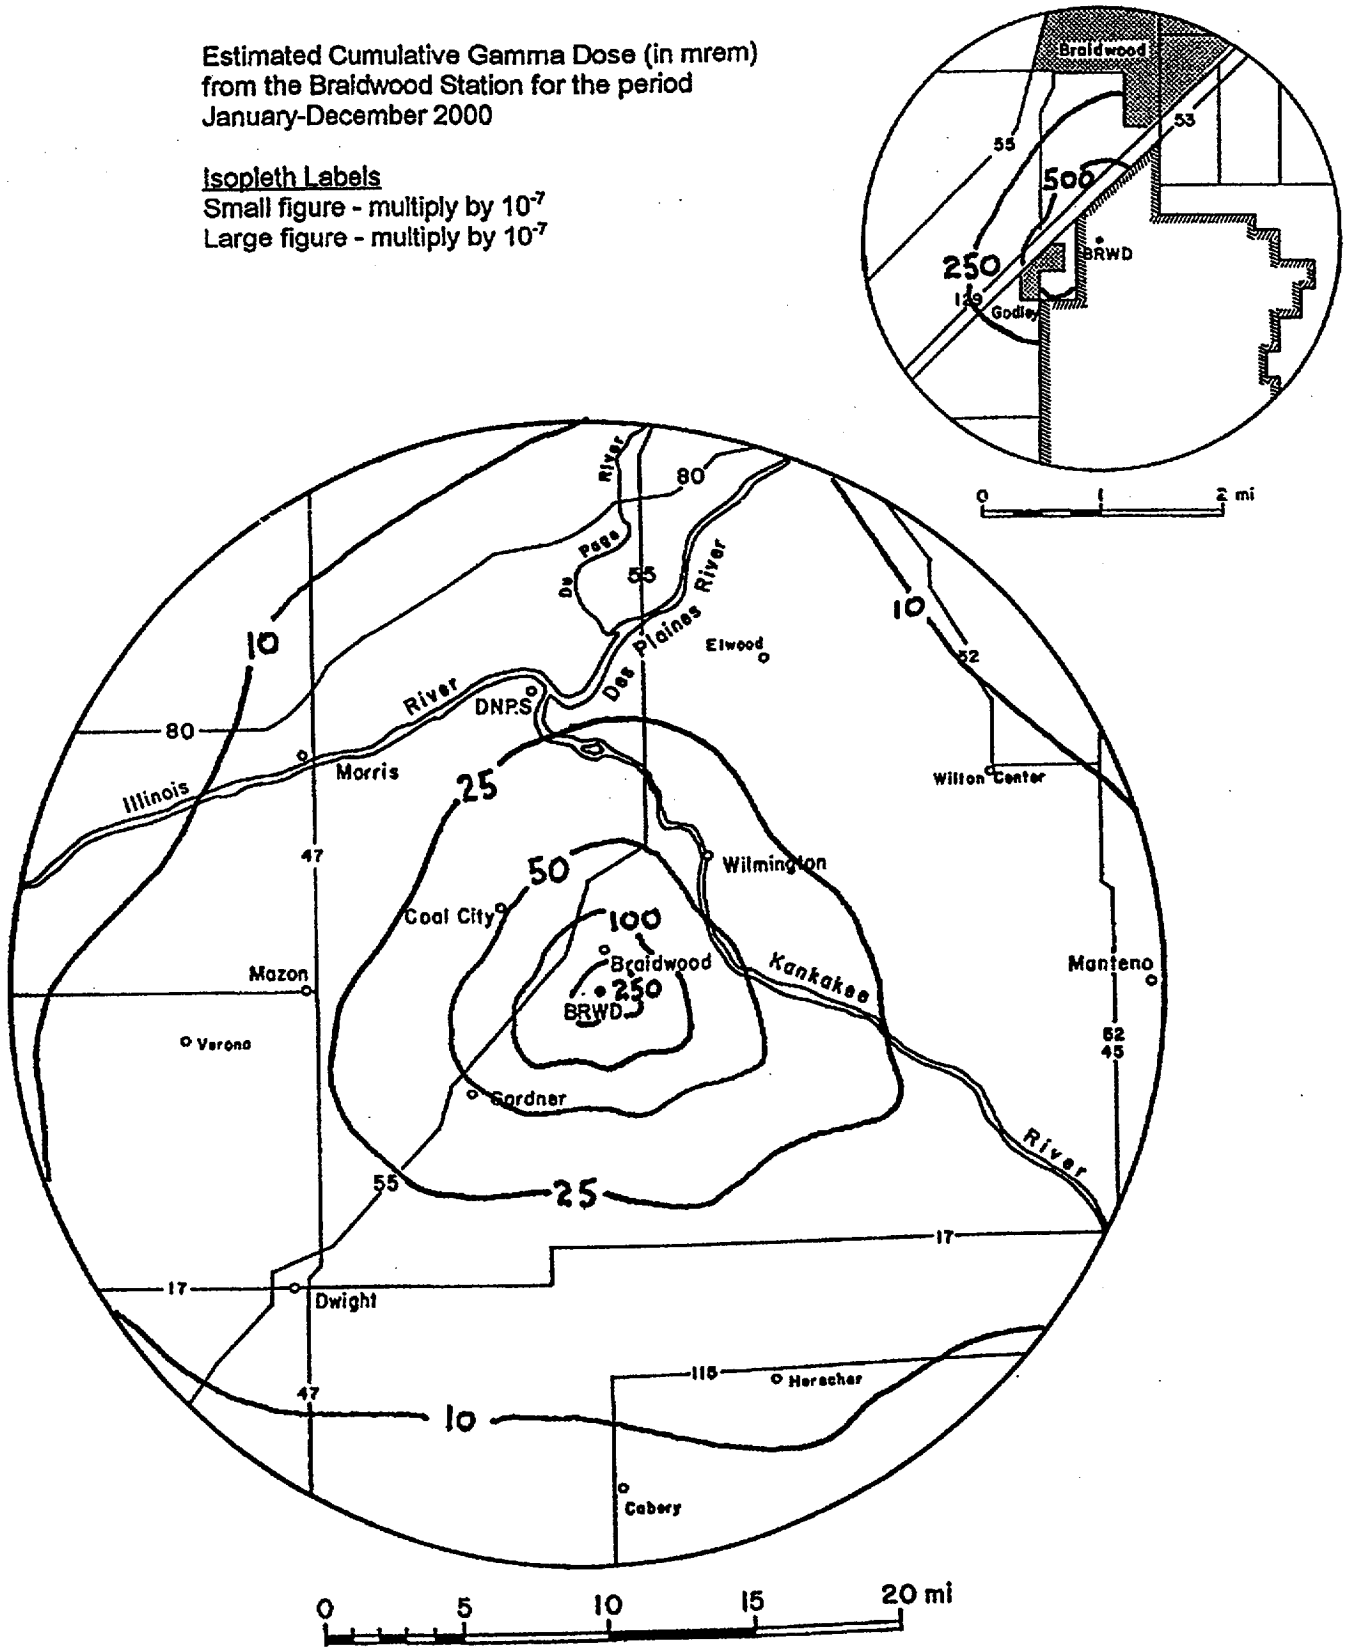 Estimated Cumulative Gamma Dose (in mrem)
from the Braidwood Station for the period
January-December 2000
Isopleth Labels
Small figure - multiply by 10-7
Large figure - multiply by 10-7
Braidwood
53
55
500
BRWD
250
129
Godley
0 1 2 mi
River
80
Page
Du
55
Des Plaines River
10
10
52
Elwood
River
DNPS
80
Morris
Illinois
25
Wilton Center
47
50
Wilmington
Coal City
100
Braidwood
Kankakee
Manteno
Mazon
250
BRWD
Verona
52
45
Gardner
River
55
25
17
17
Dwight
115
Herscher
47
10
Cabery
0 5 10 15 20 mi